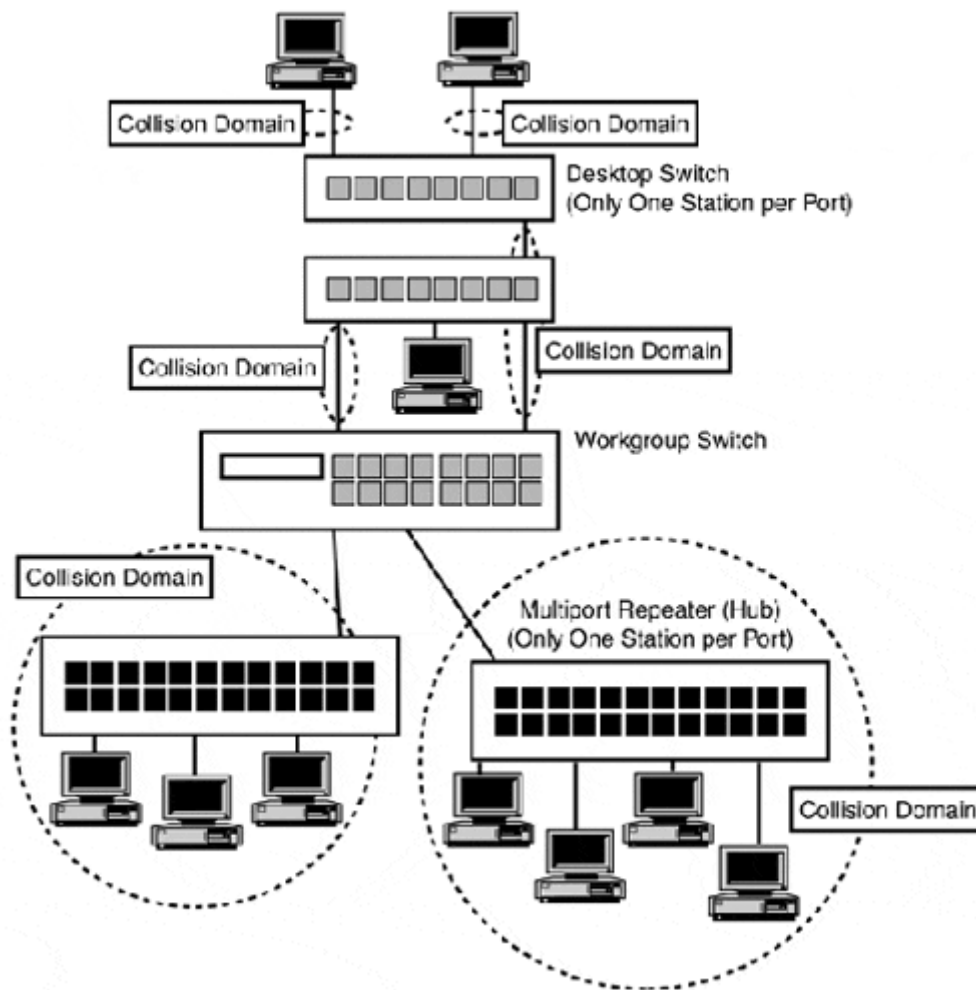 Collision Domain
Collision Domain
Desktop Switch
(Only One Station per Port)
Collision Domain
Collision Domain
Workgroup Switch
Collision Domain
Multiport Repeater (Hub)
(Only One Station per Port)
Collision Domain